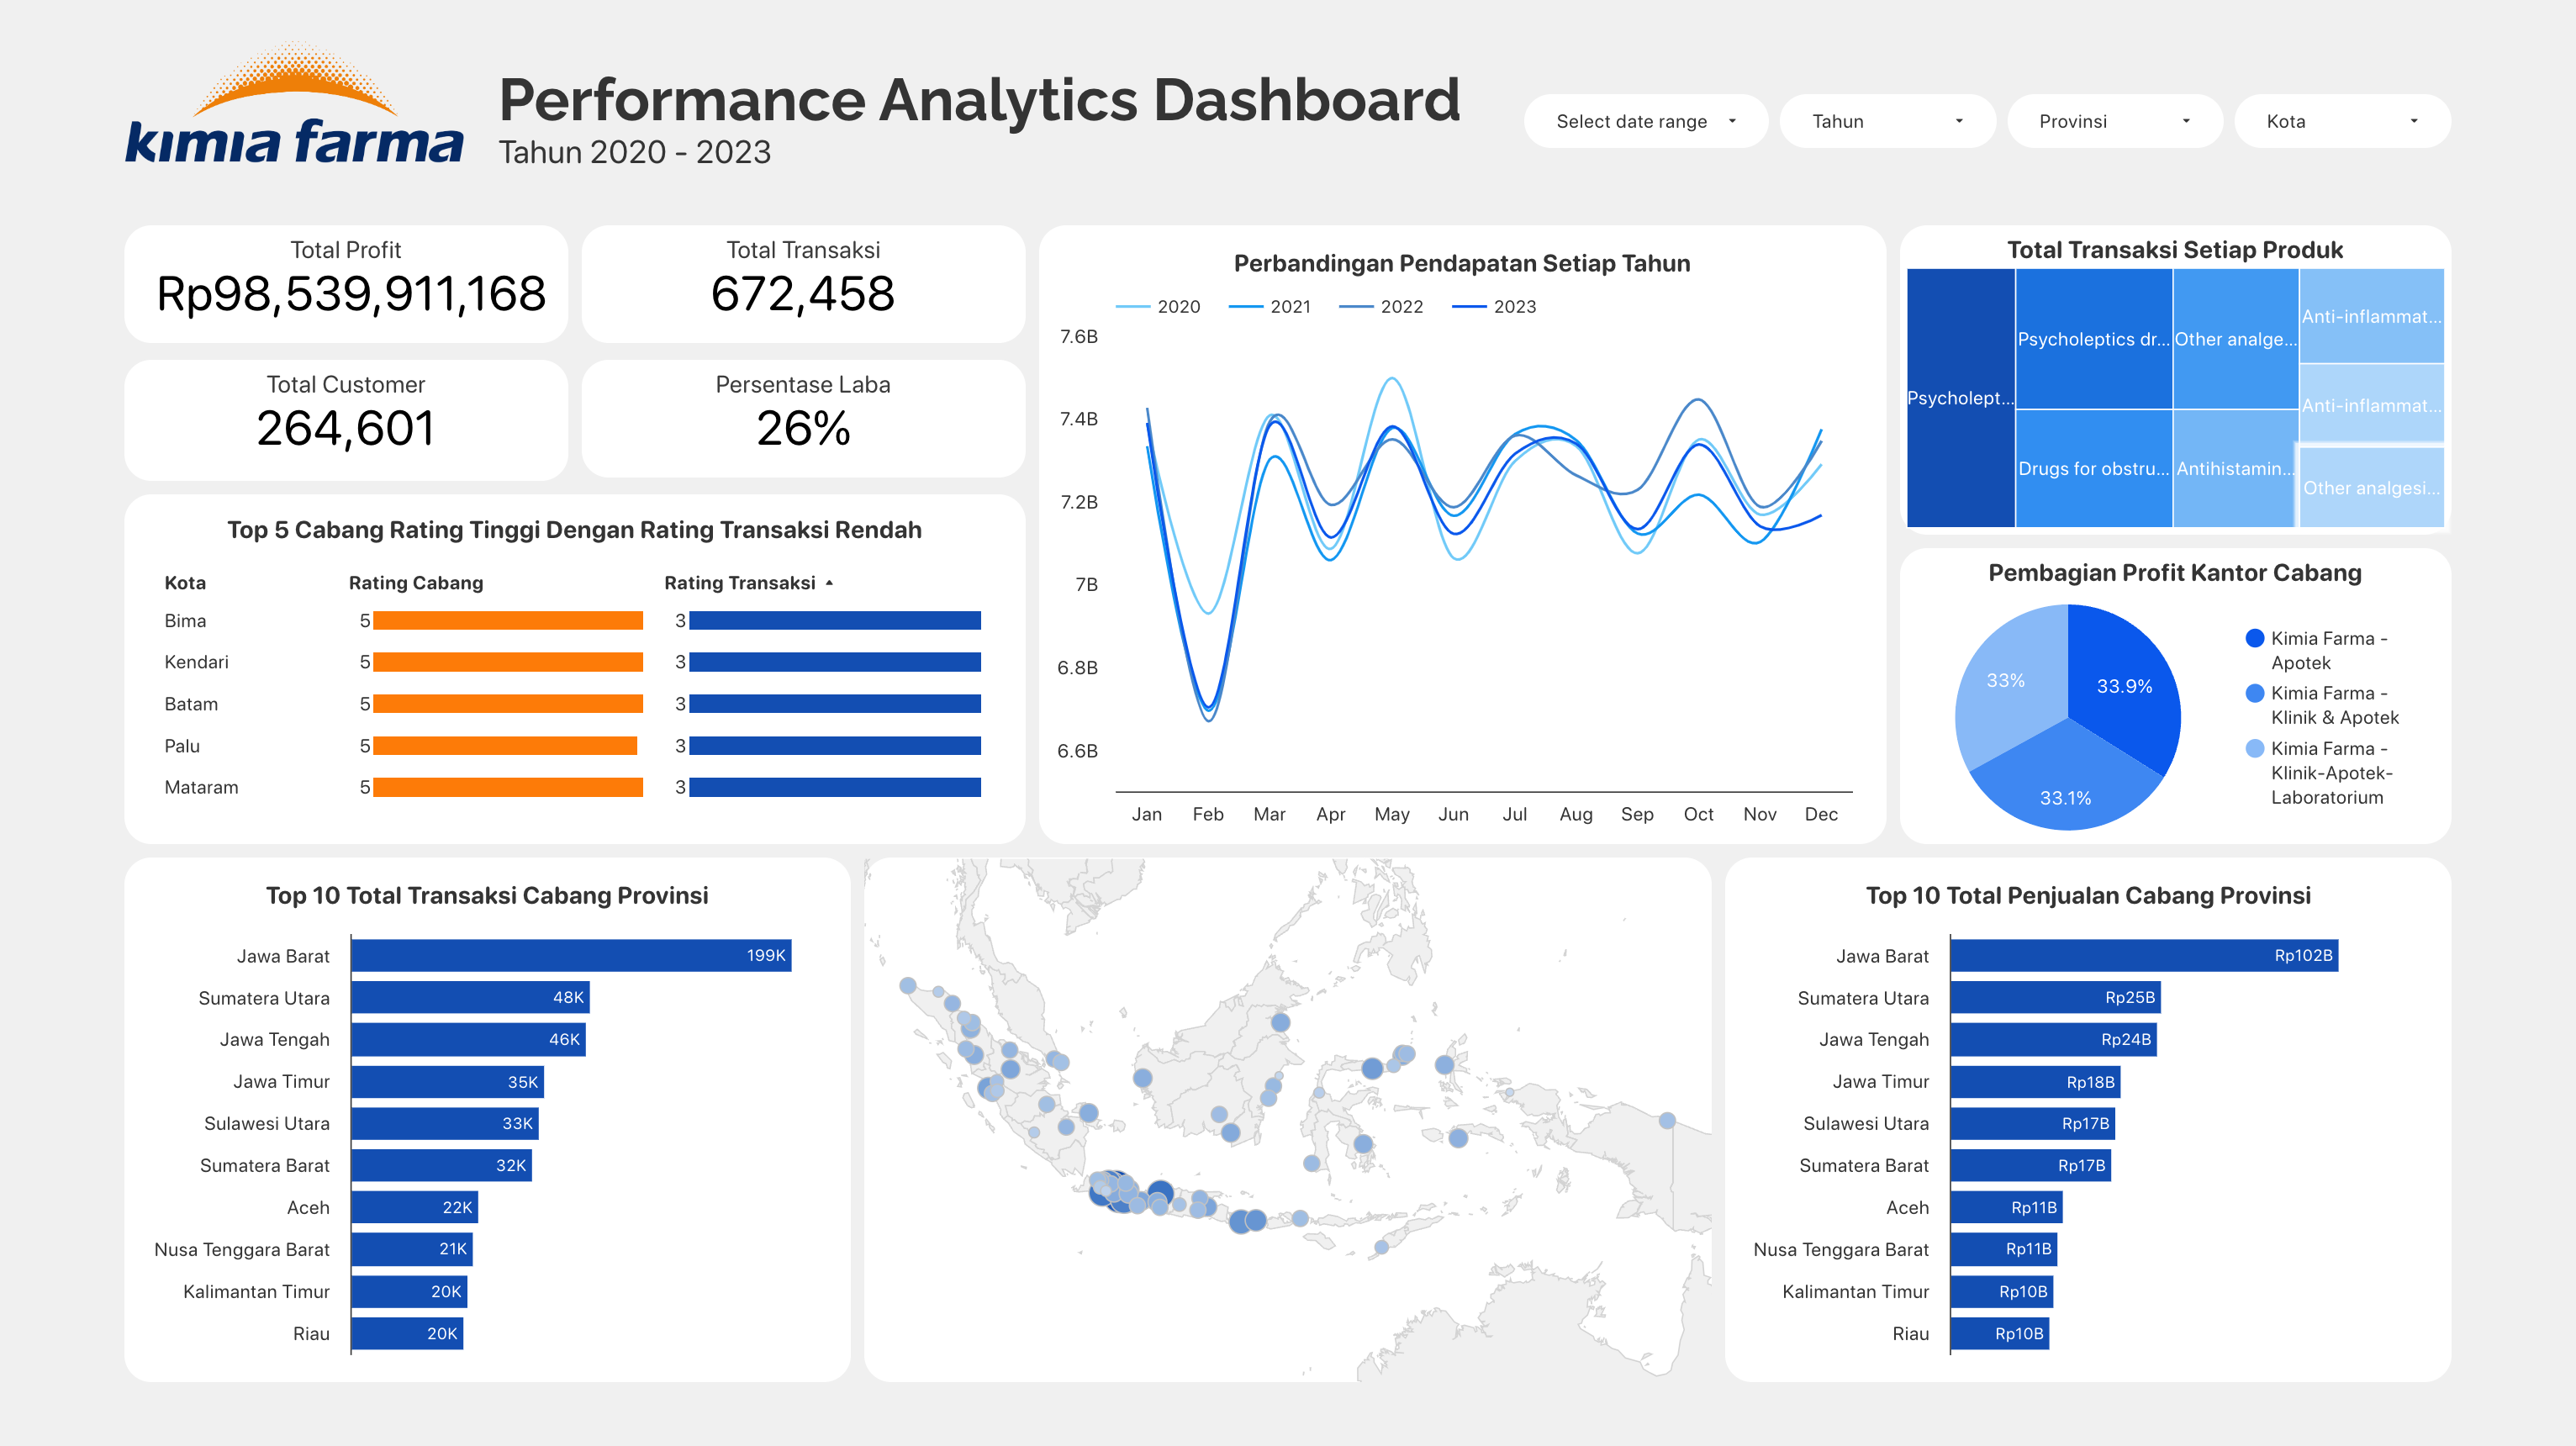 kimia farma
Performance Analytics Dashboard
Tahun 2020 - 2023
Select date range
Tahun
Provinsi
Kota
Total Profit
Rp98,539,911,168
Total Transaksi
672,458
Total Customer
264,601
Persentase Laba
26%
Top 5 Cabang Rating Tinggi Dengan Rating Transaksi Rendah
Kota Rating Cabang Rating Transaksi
Bima 5 3
Kendari 5 3
Batam 5 3
Palu 5 3
Mataram 5 3
Perbandingan Pendapatan Setiap Tahun
2020 2021 2022 2023
7.6B
7.4B
7.2B
7B
6.8B
6.6B
Jan Feb Mar Apr May Jun Jul Aug Sep Oct Nov Dec
Total Transaksi Setiap Produk
Psycholept...
Psycholeptics dr...
Drugs for obstru...
Other analge...
Antihistamin...
Anti-inflammat...
Anti-inflammat...
Other analgesi...
Pembagian Profit Kantor Cabang
33%
33.9%
33.1%
Kimia Farma -
Apotek
Kimia Farma -
Klinik & Apotek
Kimia Farma -
Klinik-Apotek-
Laboratorium
Top 10 Total Transaksi Cabang Provinsi
Jawa Barat 199K
Sumatera Utara 48K
Jawa Tengah 46K
Jawa Timur 35K
Sulawesi Utara 33K
Sumatera Barat 32K
Aceh 22K
Nusa Tenggara Barat 21K
Kalimantan Timur 20K
Riau 20K
Top 10 Total Penjualan Cabang Provinsi
Jawa Barat Rp102B
Sumatera Utara Rp25B
Jawa Tengah Rp24B
Jawa Timur Rp18B
Sulawesi Utara Rp17B
Sumatera Barat Rp17B
Aceh Rp11B
Nusa Tenggara Barat Rp11B
Kalimantan Timur Rp10B
Riau Rp10B